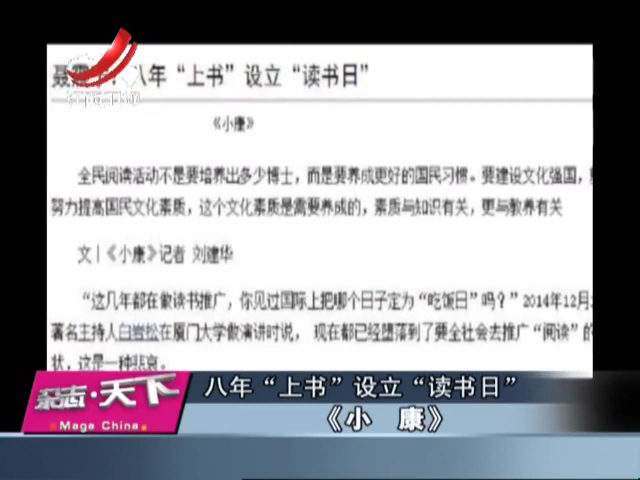 八年“上书”设立“读书日”
《小康》
全民阅读活动不是要培养出多少博士，而是要养成更好的国民习惯。要建设文化强国，
努力提高国民文化素质，这个文化素质是需要养成的，素质与知识有关，更与教养有关
文|《小康》记者 刘建华
“这几年都在做读书推广，你见过国际上把哪个日子定为“吃饭日”吗？”2014年12月
著名主持人白岩松在厦门大学做演讲时说， 现在都已经堕落到了要全社会去推广“阅读”的
状，这是一种悲哀。
杂志·天下
Maga China
八年“上书”设立“读书日”
《小 康》